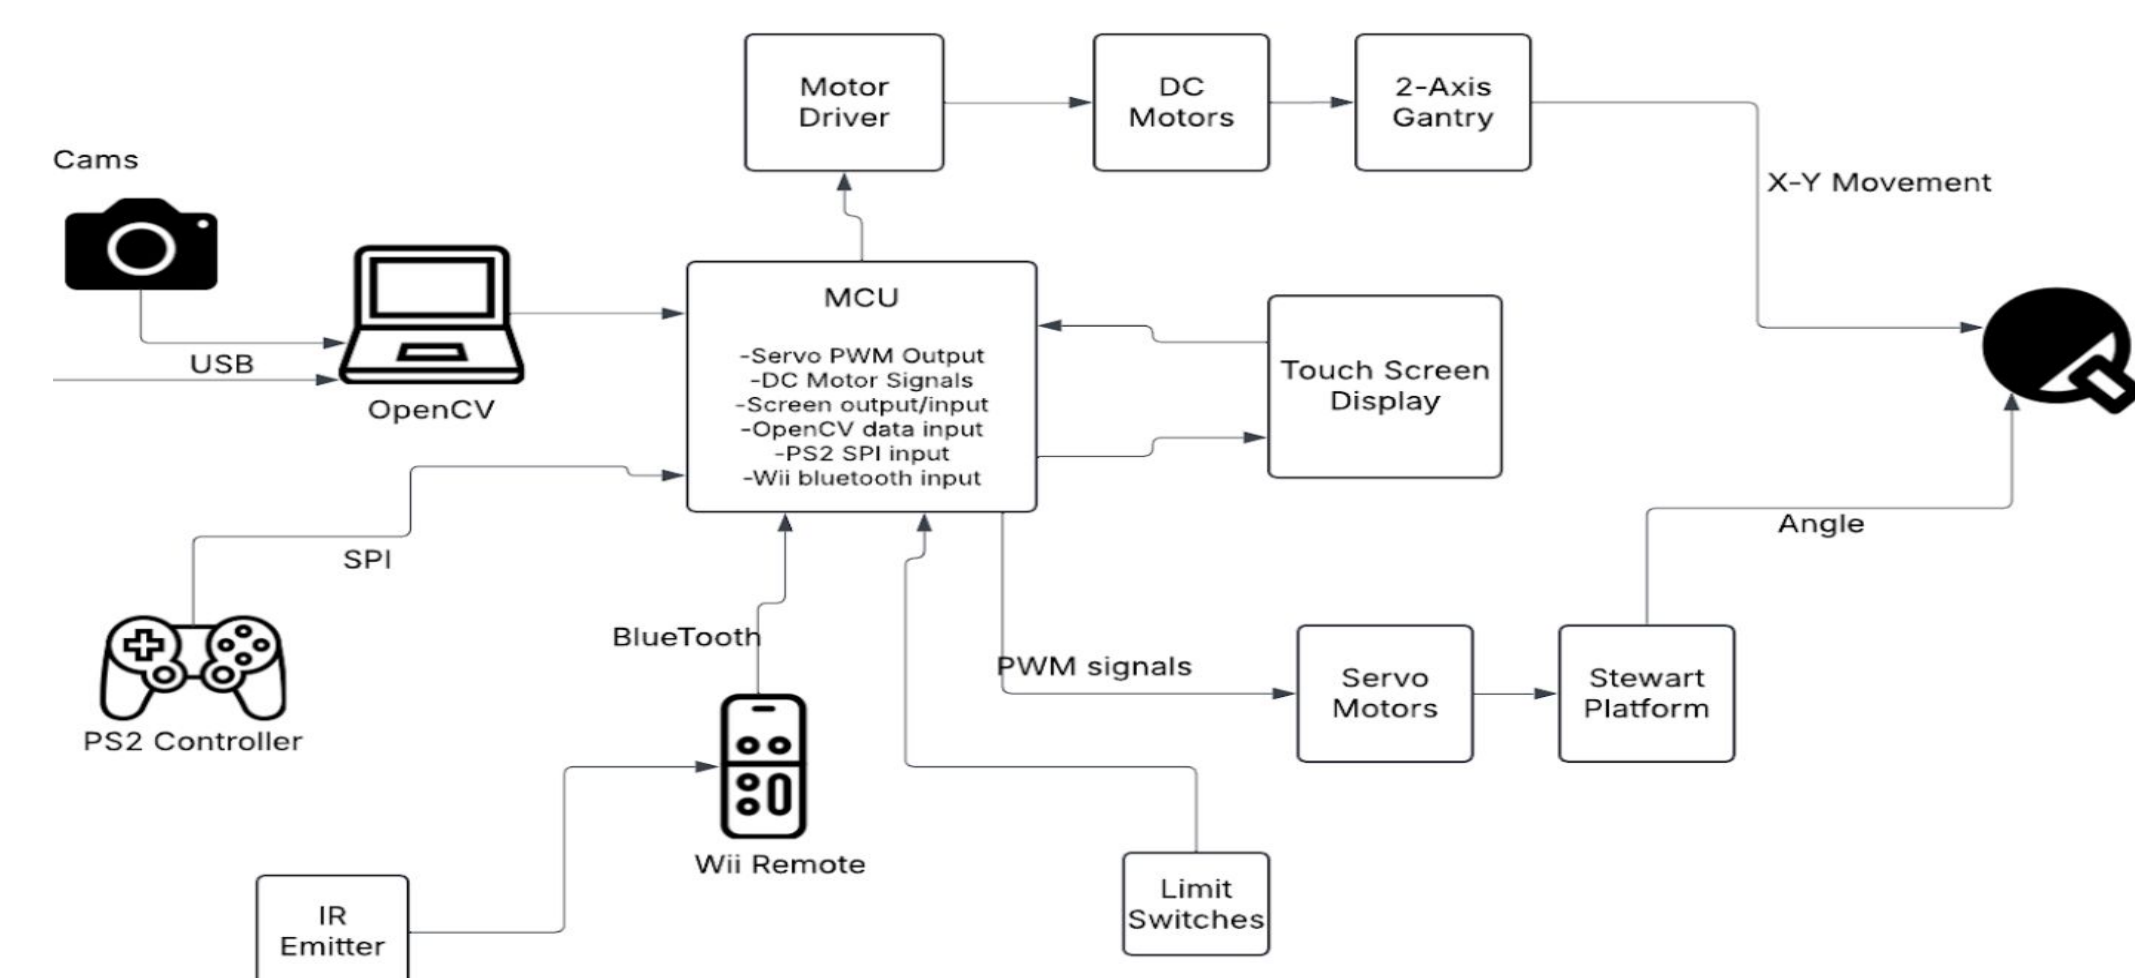 Motor
Driver
DC
Motors
2-Axis
Gantry
Cams
X-Y Movement
USB
OpenCV
MCU
-Servo PWM Output
-DC Motor Signals
-Screen output/input
-OpenCV data input
-PS2 SPI input
-Wii bluetooth input
Touch Screen
Display
Angle
SPI
BlueTooth
PWM signals
Servo
Motors
Stewart
Platform
PS2 Controller
Wii Remote
Limit
Switches
IR
Emitter